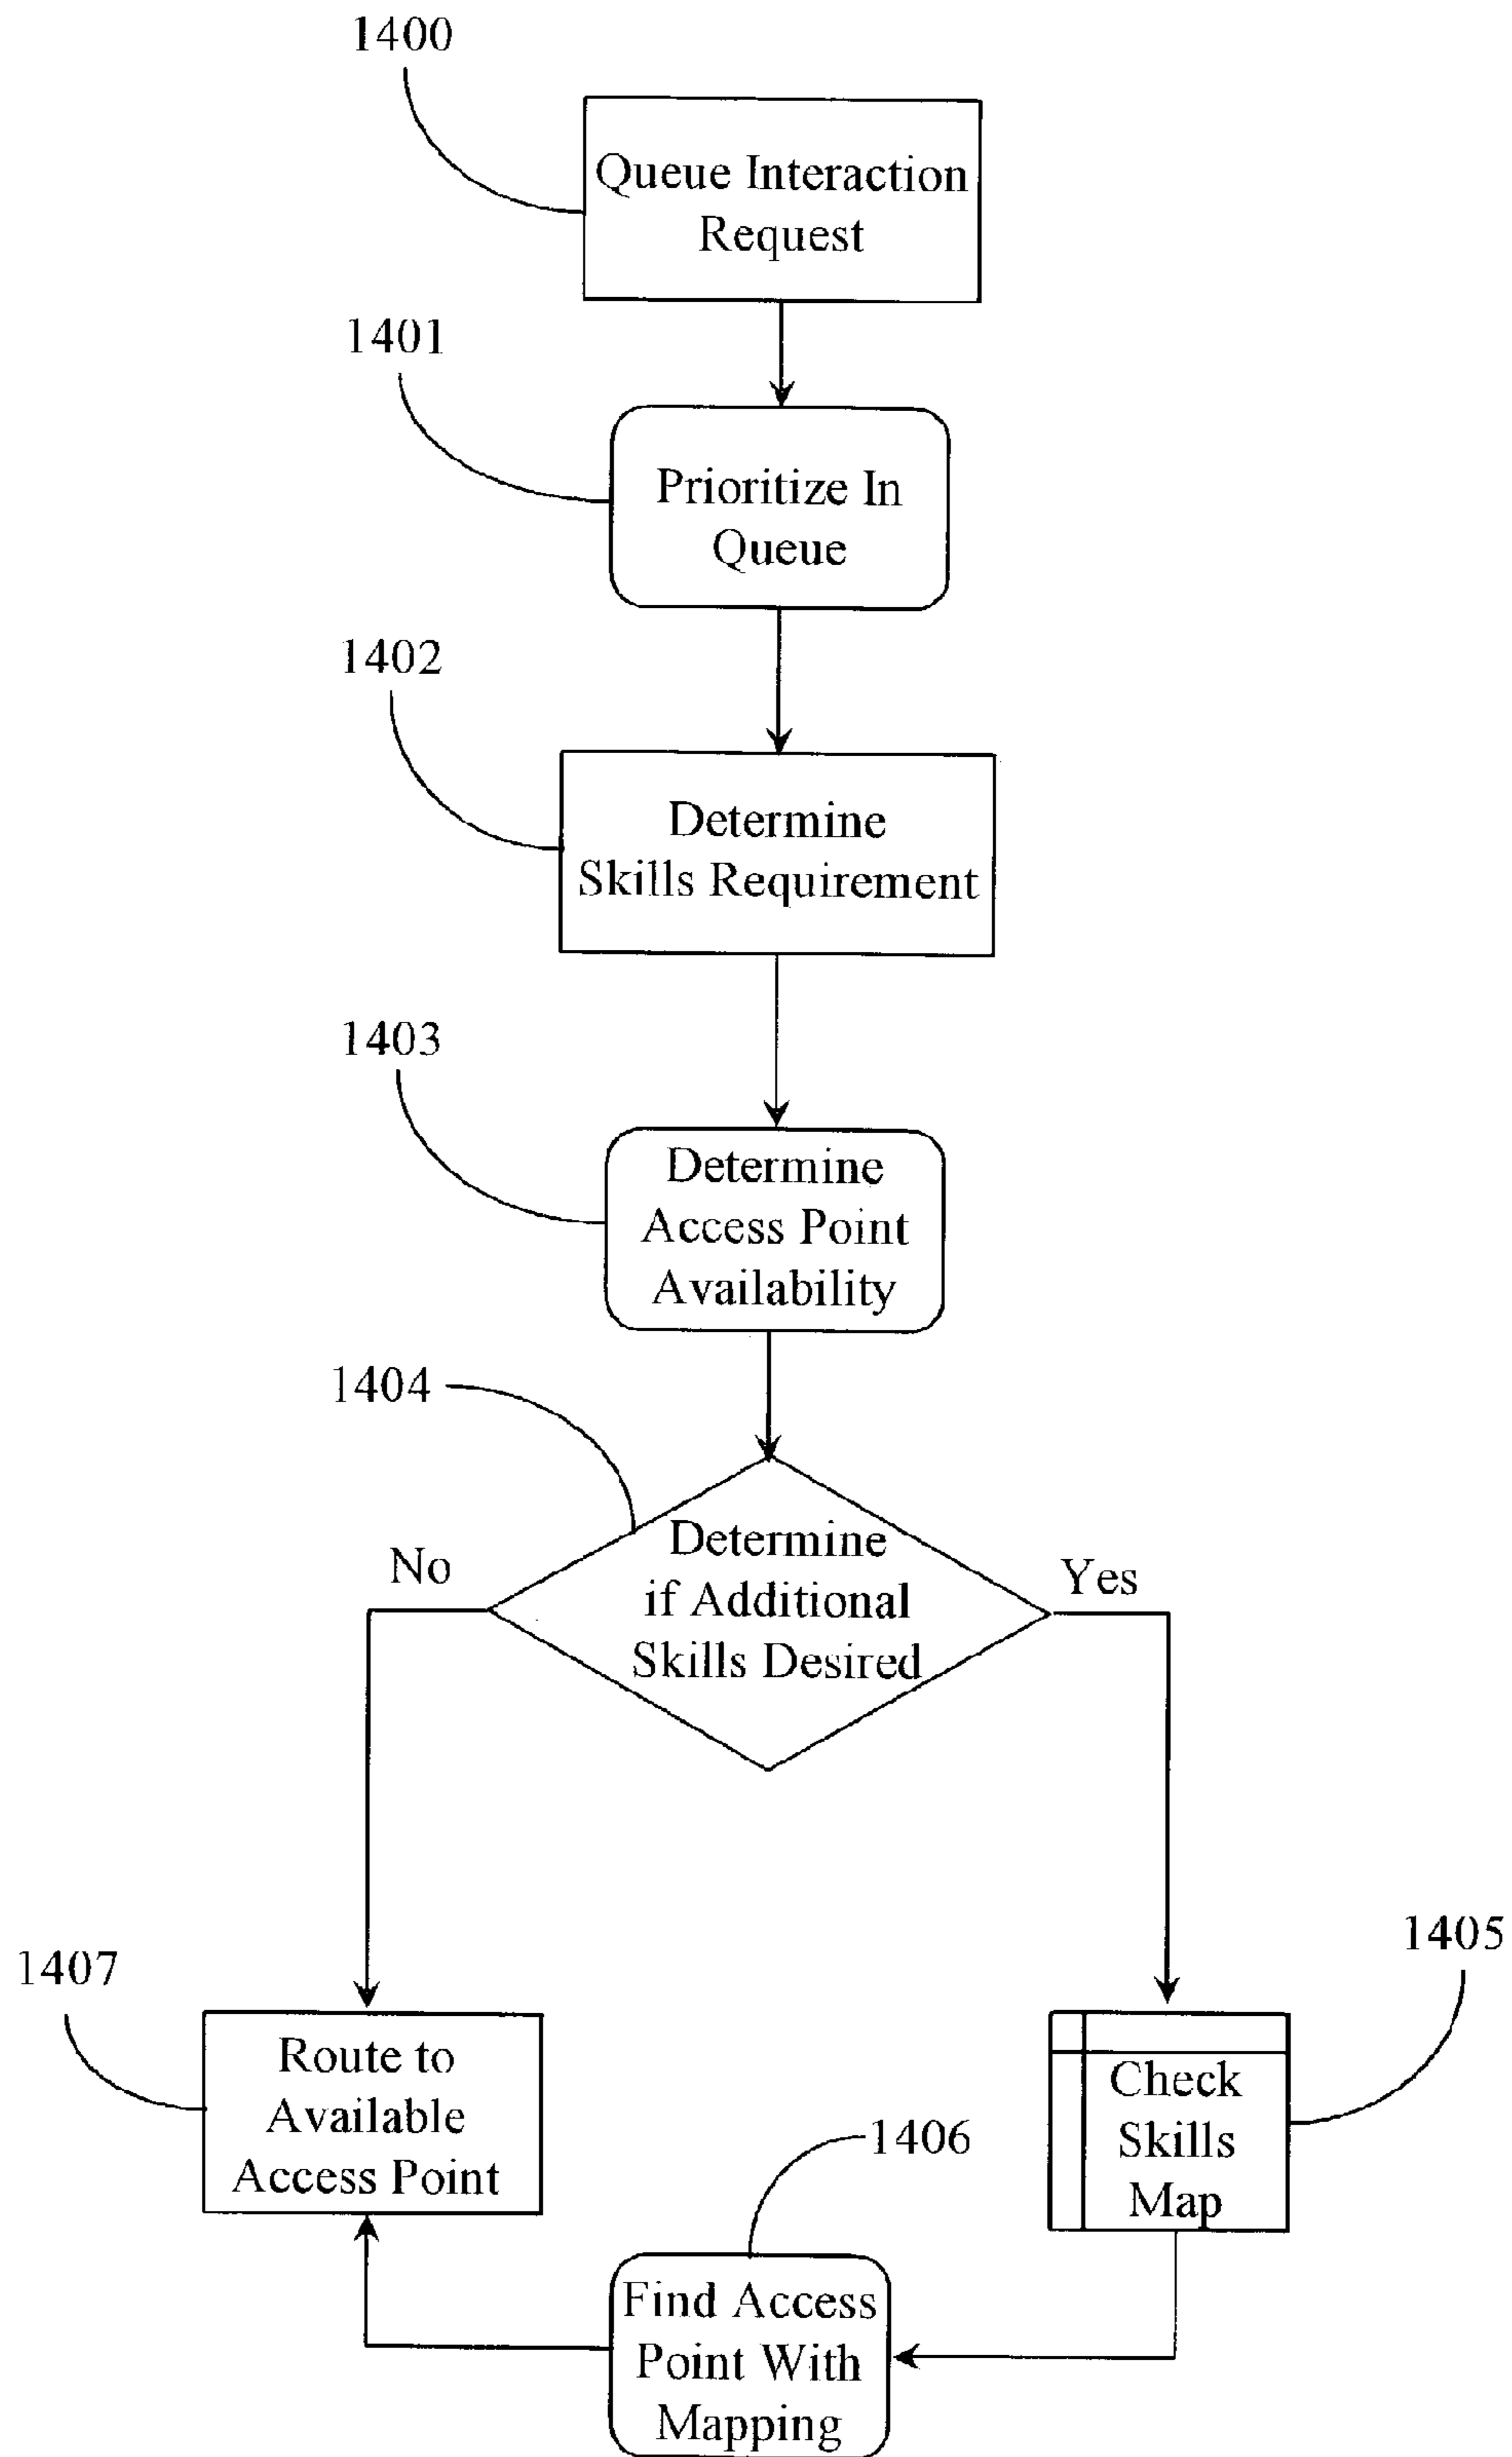 1400
Queue Interaction
Request
1401
Prioritize In
Queue
1402
Determine
Skills Requirement
1403
Determine
Access Point
Availability
1404
Determine
if Additional
Skills Desired
No
Yes
1405
1407
Route to
Available
Access Point
Check
Skills
Map
1406
Find Access
Point With
Mapping